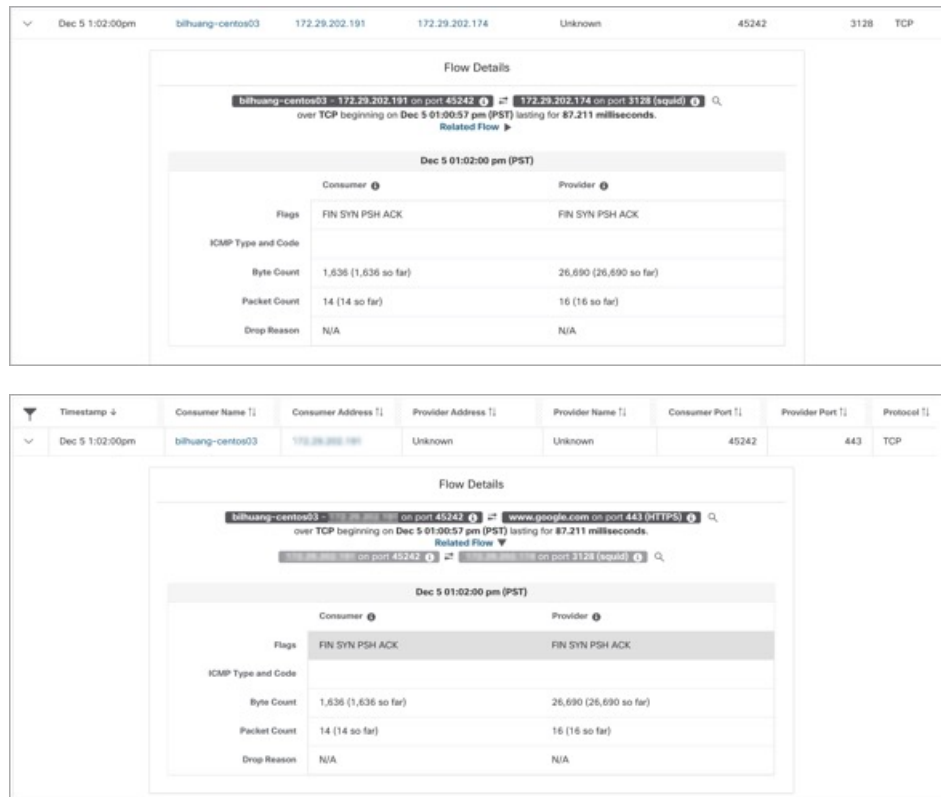 Dec 5 1:02:00pm bilhuang-centos03 172.29.202.191 172.29.202.174 Unknown 45242 3128 TCP
Flow Details
bilhuang-centos03 - 172.29.202.191 on port 45242 ⇄ 172.29.202.174 on port 3128 (squid)
over TCP beginning on Dec 5 01:00:57 pm (PST) lasting for 87.211 milliseconds.
Related Flow ▶
Dec 5 01:02:00 pm (PST)
Consumer Provider
Flags FIN SYN PSH ACK FIN SYN PSH ACK
ICMP Type and Code
Byte Count 1,636 (1,636 so far) 26,690 (26,690 so far)
Packet Count 14 (14 so far) 16 (16 so far)
Drop Reason N/A N/A
Timestamp ↓ Consumer Name ↑↓ Consumer Address ↑↓ Provider Address ↑↓ Provider Name ↑↓ Consumer Port ↑↓ Provider Port ↑↓ Protocol ↑↓
Dec 5 1:02:00pm bilhuang-centos03 Unknown Unknown 45242 443 TCP
Flow Details
bilhuang-centos03 - on port 45242 ⇄ www.google.com on port 443 (HTTPS)
over TCP beginning on Dec 5 01:00:57 pm (PST) lasting for 87.211 milliseconds.
Related Flow ▼
on port 45242 ⇄ on port 3128 (squid)
Dec 5 01:02:00 pm (PST)
Consumer Provider
Flags FIN SYN PSH ACK FIN SYN PSH ACK
ICMP Type and Code
Byte Count 1,636 (1,636 so far) 26,690 (26,690 so far)
Packet Count 14 (14 so far) 16 (16 so far)
Drop Reason N/A N/A